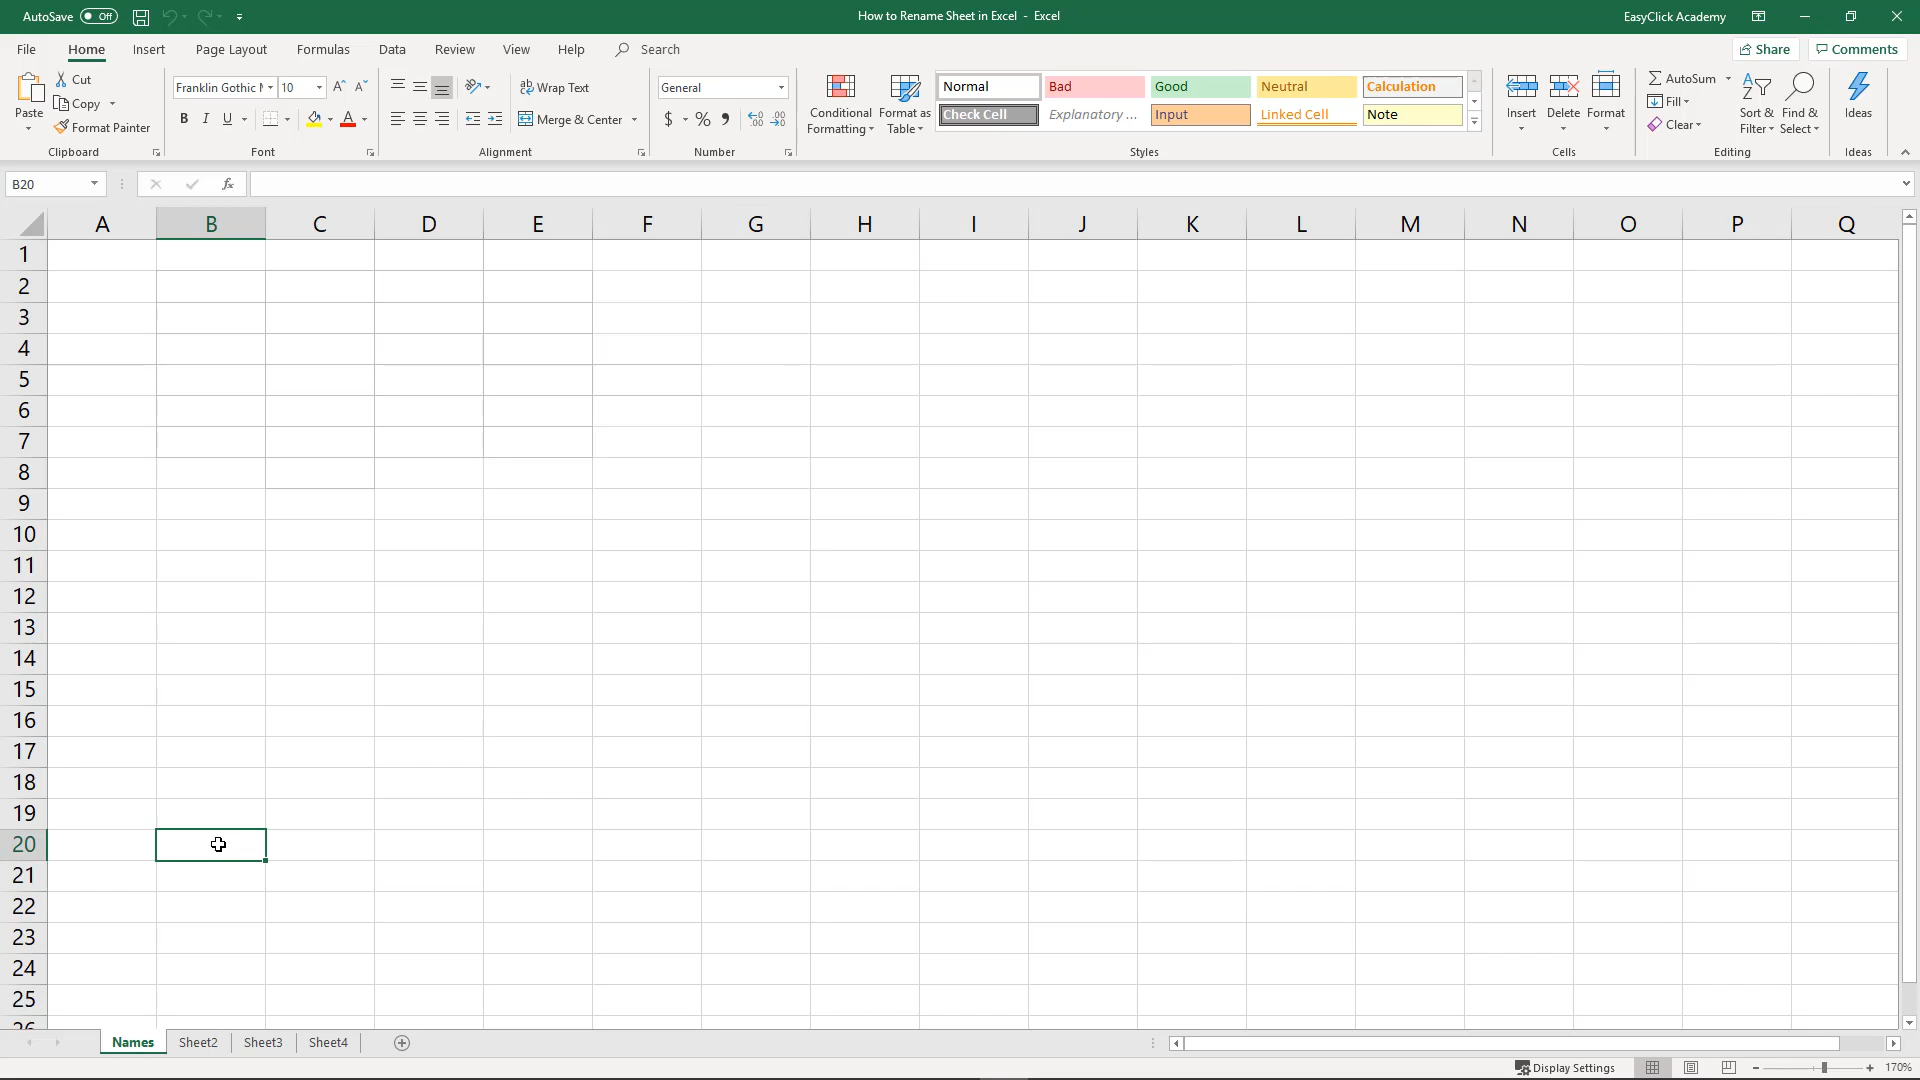 AutoSave Off
How to Rename Sheet in Excel - Excel
EasyClick Academy
File Home Insert Page Layout Formulas Data Review View Help Search
Share Comments
Paste
Cut
Copy
Format Painter
Clipboard
Franklin Gothic 10
B I U
Font
Wrap Text
Merge & Center
Alignment
General
$ %
Number
Conditional
Formatting
Format as
Table
Normal Bad Good Neutral Calculation
Check Cell Explanatory ... Input Linked Cell Note
Styles
Insert Delete Format
Cells
AutoSum
Fill
Clear
Sort &
Filter
Find &
Select
Editing
Ideas
Ideas
B20
fx
A B C D E F G H I J K L M N O P Q
1
2
3
4
5
6
7
8
9
10
11
12
13
14
15
16
17
18
19
20
21
22
23
24
25
26
Names Sheet2 Sheet3 Sheet4
Display Settings
170%